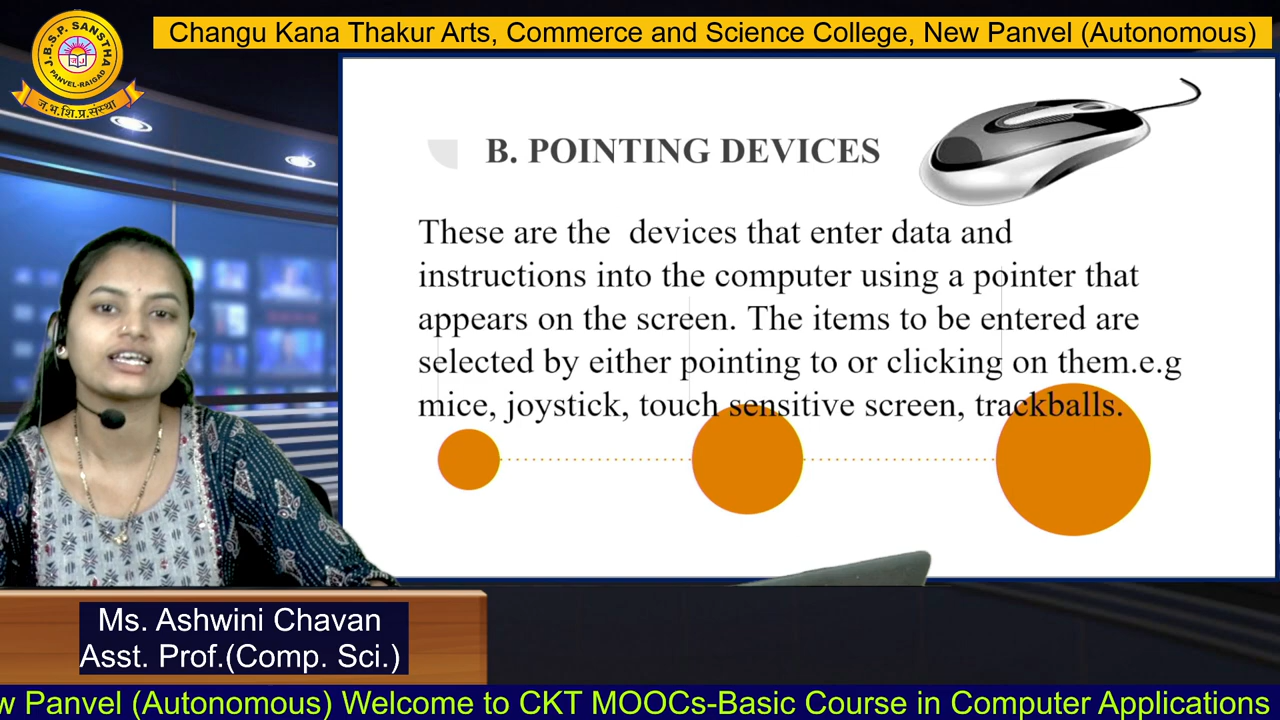 Changu Kana Thakur Arts, Commerce and Science College, New Panvel (Autonomous)
J.B.S.P. SANSTHA
PANVEL-RAIGAD
ज.भ.शि.प्र.संस्था
B. POINTING DEVICES
These are the devices that enter data and
instructions into the computer using a pointer that
appears on the screen. The items to be entered are
selected by either pointing to or clicking on them.e.g
mice, joystick, touch sensitive screen, trackballs.
Ms. Ashwini Chavan
Asst. Prof.(Comp. Sci.)
w Panvel (Autonomous) Welcome to CKT MOOCs-Basic Course in Computer Applications